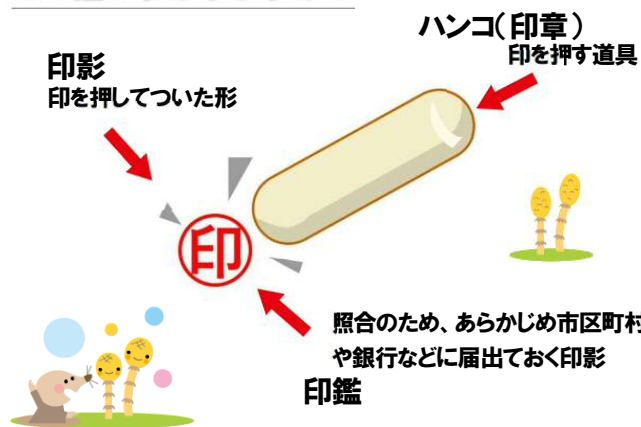 ハンコ(印章)
印を押す道具
印影
印を押してついた形
印
照合のため、あらかじめ市区町村
や銀行などに届出ておく印影
印鑑